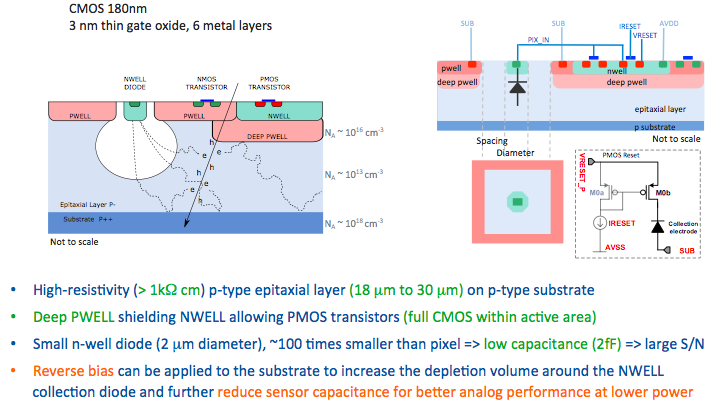 CMOS 180nm
3 nm thin gate oxide, 6 metal layers
NWELL DIODE
NMOS TRANSISTOR
PMOS TRANSISTOR
PWELL
PWELL
NWELL
DEEP PWELL
N_A ~ 10^16 cm^-3
h
e
e
h
h
e
e
h
N_A ~ 10^13 cm^-3
Epitaxial Layer P-
Substrate P++
N_A ~ 10^18 cm^-3
Not to scale
SUB
SUB
IRESET
AVDD
VRESET
PIX_IN
pwell
nwell
deep pwell
deep pwell
epitaxial layer
p substrate
Not to scale
Spacing
Diameter
PMOS Reset
VRESET_P
M0a
M0b
IRESET
Collection electrode
AVSS
SUB
• High-resistivity (> 1kΩ cm) p-type epitaxial layer (18 μm to 30 μm) on p-type substrate
• Deep PWELL shielding NWELL allowing PMOS transistors (full CMOS within active area)
• Small n-well diode (2 μm diameter), ~100 times smaller than pixel => low capacitance (2fF) => large S/N
• Reverse bias can be applied to the substrate to increase the depletion volume around the NWELL
collection diode and further reduce sensor capacitance for better analog performance at lower power